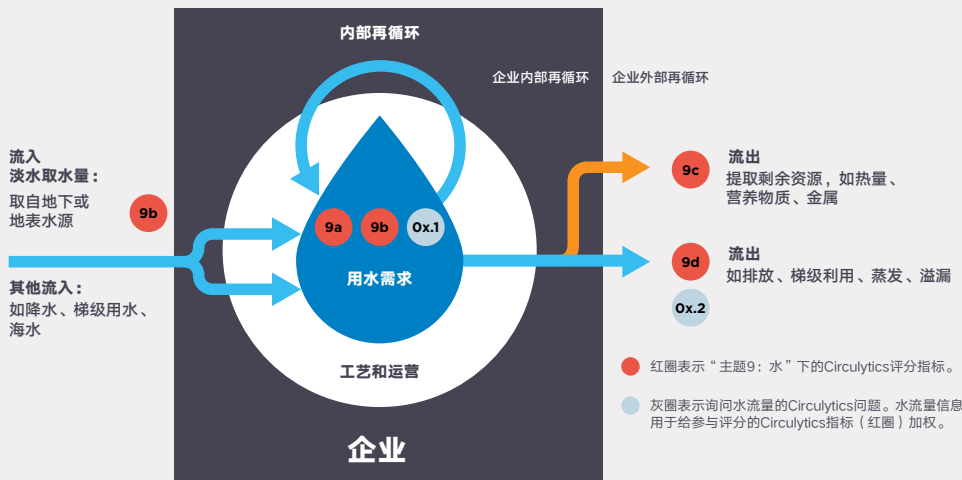 内部再循环
企业内部再循环
企业外部再循环
流入
淡水取水量：
取自地下或
地表水源
9b
其他流入：
如降水、梯级用水、
海水
9a
9b
0x.1
用水需求
工艺和运营
企业
9c
流出
提取剩余资源，如热量、
营养物质、金属
9d
流出
如排放、梯级利用、蒸发、溢漏
0x.2
红圈表示“主题9：水”下的Circulytics评分指标。
灰圈表示询问水流量的Circulytics问题。水流量信息
用于给参与评分的Circulytics指标（红圈）加权。